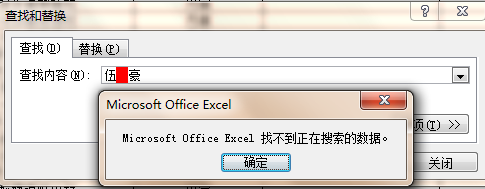 查找和替换
查找(D)
替换(P)
查找内容(N):
伍 豪
Microsoft Office Excel
Microsoft Office Excel 找不到正在搜索的数据。
确定
项(T) >>
关闭